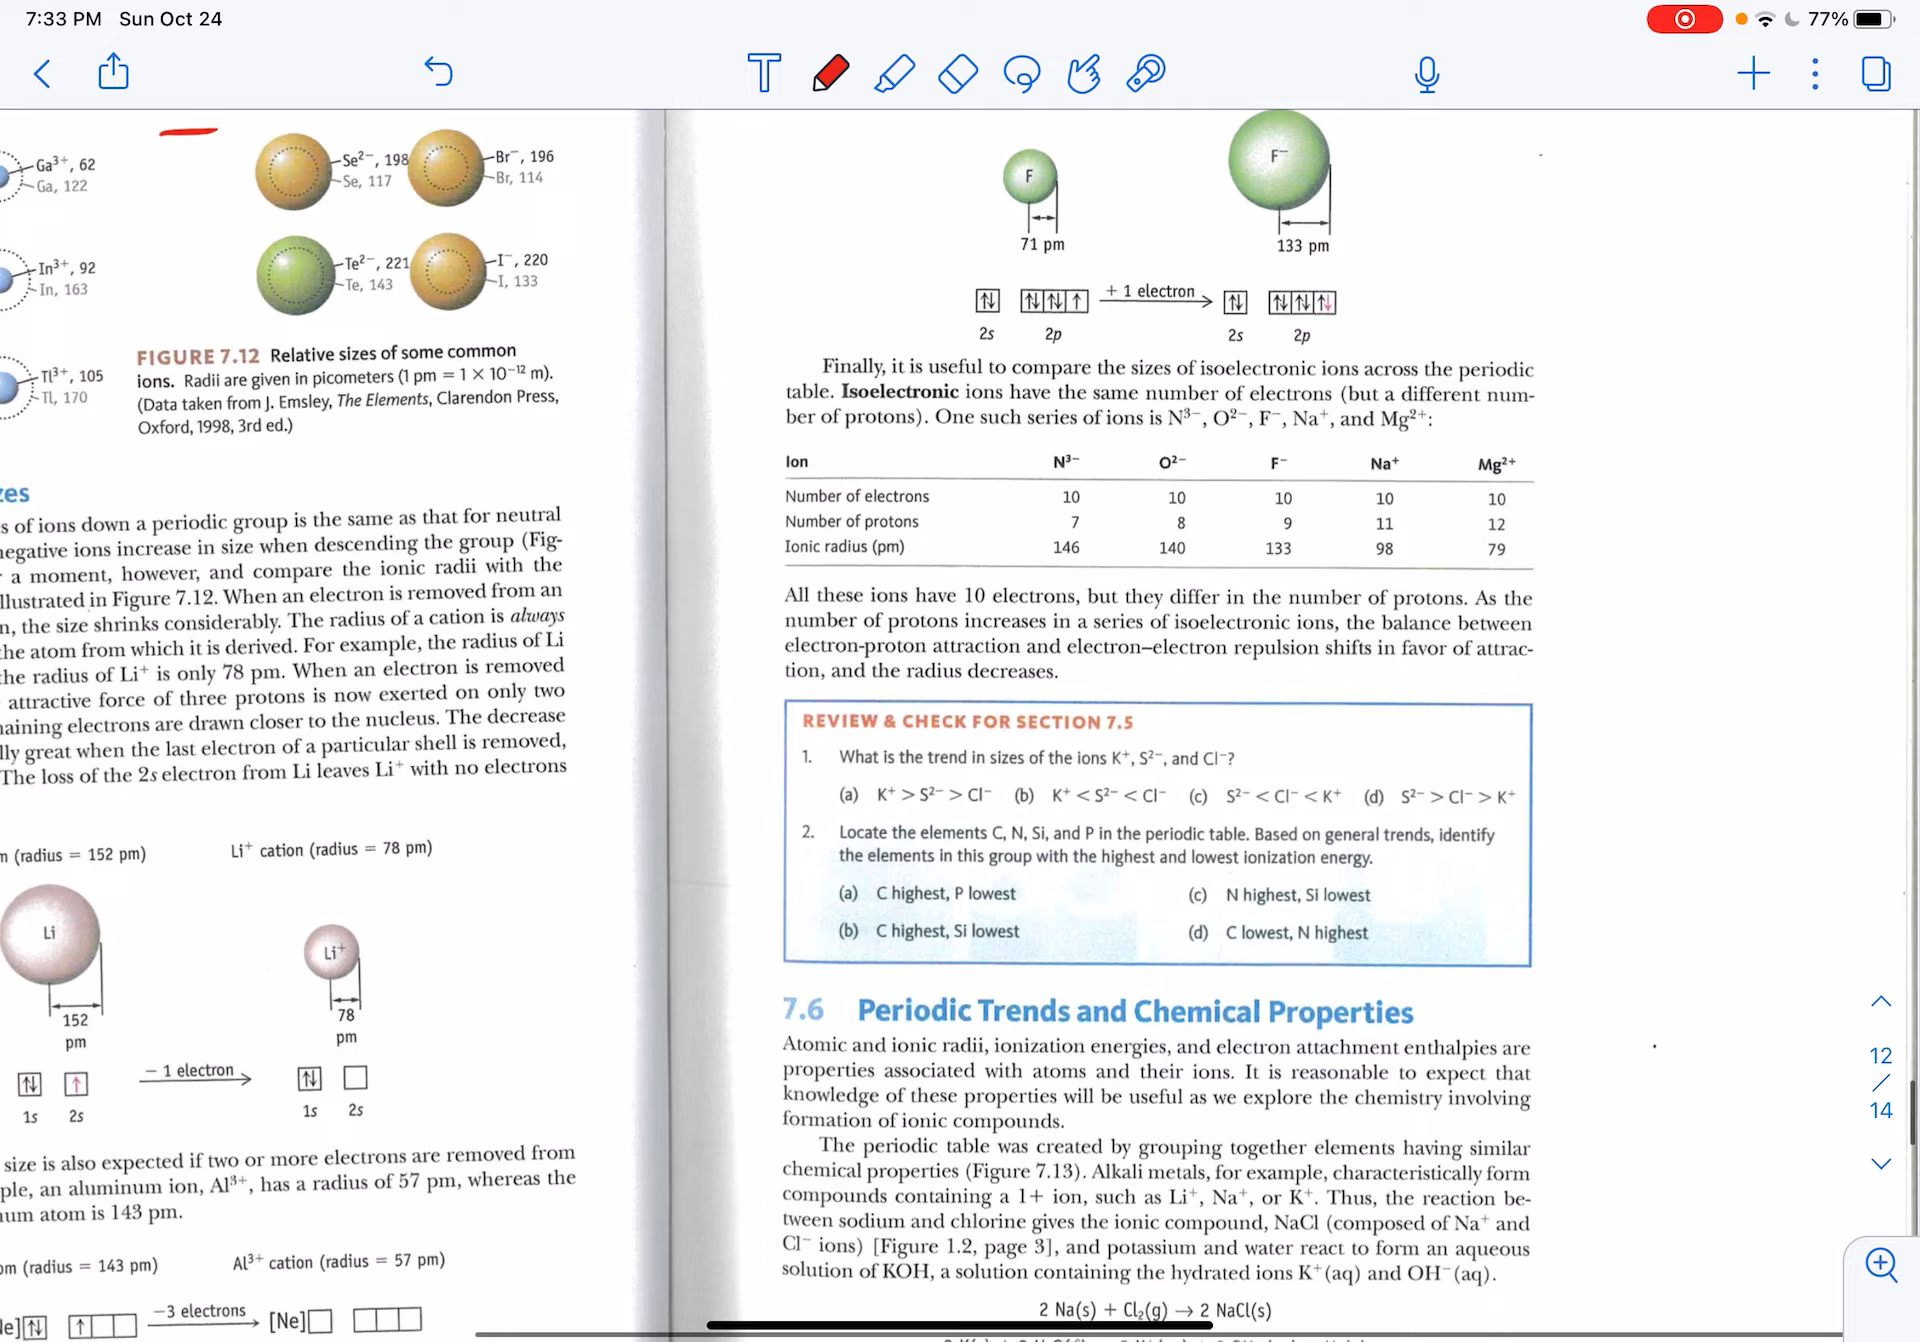 7:33 PM Sun Oct 24
77%
Ga³⁺, 62
Ga, 122
Se²⁻, 198
Se, 117
Br⁻, 196
Br, 114
In³⁺, 92
In, 163
Te²⁻, 221
Te, 143
I⁻, 220
I, 133
Tl³⁺, 105
Tl, 170
FIGURE 7.12 Relative sizes of some common
ions. Radii are given in picometers (1 pm = 1 × 10⁻¹² m).
(Data taken from J. Emsley, The Elements, Clarendon Press,
Oxford, 1998, 3rd ed.)
zes
s of ions down a periodic group is the same as that for neutral
negative ions increase in size when descending the group (Fig-
a moment, however, and compare the ionic radii with the
llustrated in Figure 7.12. When an electron is removed from an
n, the size shrinks considerably. The radius of a cation is always
the atom from which it is derived. For example, the radius of Li
the radius of Li⁺ is only 78 pm. When an electron is removed
attractive force of three protons is now exerted on only two
naining electrons are drawn closer to the nucleus. The decrease
lly great when the last electron of a particular shell is removed,
The loss of the 2s electron from Li leaves Li⁺ with no electrons
m (radius = 152 pm)
Li⁺ cation (radius = 78 pm)
Li
Li⁺
152
pm
78
pm
− 1 electron
1s 2s
1s 2s
size is also expected if two or more electrons are removed from
ple, an aluminum ion, Al³⁺, has a radius of 57 pm, whereas the
num atom is 143 pm.
om (radius = 143 pm)
Al³⁺ cation (radius = 57 pm)
−3 electrons
[Ne]
F
F⁻
71 pm
133 pm
+ 1 electron
2s 2p
2s 2p
Finally, it is useful to compare the sizes of isoelectronic ions across the periodic
table. Isoelectronic ions have the same number of electrons (but a different num-
ber of protons). One such series of ions is N³⁻, O²⁻, F⁻, Na⁺, and Mg²⁺:
Ion N³⁻ O²⁻ F⁻ Na⁺ Mg²⁺
Number of electrons 10 10 10 10 10
Number of protons 7 8 9 11 12
Ionic radius (pm) 146 140 133 98 79
All these ions have 10 electrons, but they differ in the number of protons. As the
number of protons increases in a series of isoelectronic ions, the balance between
electron-proton attraction and electron–electron repulsion shifts in favor of attrac-
tion, and the radius decreases.
REVIEW & CHECK FOR SECTION 7.5
1. What is the trend in sizes of the ions K⁺, S²⁻, and Cl⁻?
(a) K⁺ > S²⁻ > Cl⁻ (b) K⁺ < S²⁻ < Cl⁻ (c) S²⁻ < Cl⁻ < K⁺ (d) S²⁻ > Cl⁻ > K⁺
2. Locate the elements C, N, Si, and P in the periodic table. Based on general trends, identify
the elements in this group with the highest and lowest ionization energy.
(a) C highest, P lowest (c) N highest, Si lowest
(b) C highest, Si lowest (d) C lowest, N highest
7.6 Periodic Trends and Chemical Properties
Atomic and ionic radii, ionization energies, and electron attachment enthalpies are
properties associated with atoms and their ions. It is reasonable to expect that
knowledge of these properties will be useful as we explore the chemistry involving
formation of ionic compounds.
The periodic table was created by grouping together elements having similar
chemical properties (Figure 7.13). Alkali metals, for example, characteristically form
compounds containing a 1+ ion, such as Li⁺, Na⁺, or K⁺. Thus, the reaction be-
tween sodium and chlorine gives the ionic compound, NaCl (composed of Na⁺ and
Cl⁻ ions) [Figure 1.2, page 3], and potassium and water react to form an aqueous
solution of KOH, a solution containing the hydrated ions K⁺(aq) and OH⁻(aq).
2 Na(s) + Cl₂(g) → 2 NaCl(s)
12
/
14